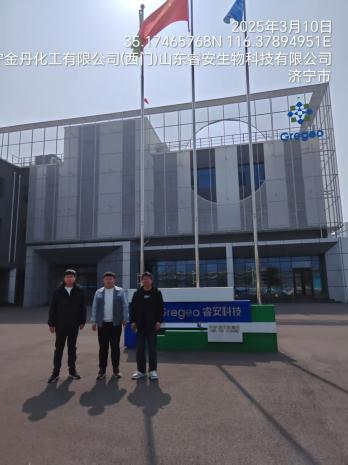 2025年3月10日
35.17465768N 116.37894951E
宁金丹化工有限公司(西门)山东睿安生物科技有限公司
济宁市
Gregeo
Gregeo 睿安科技